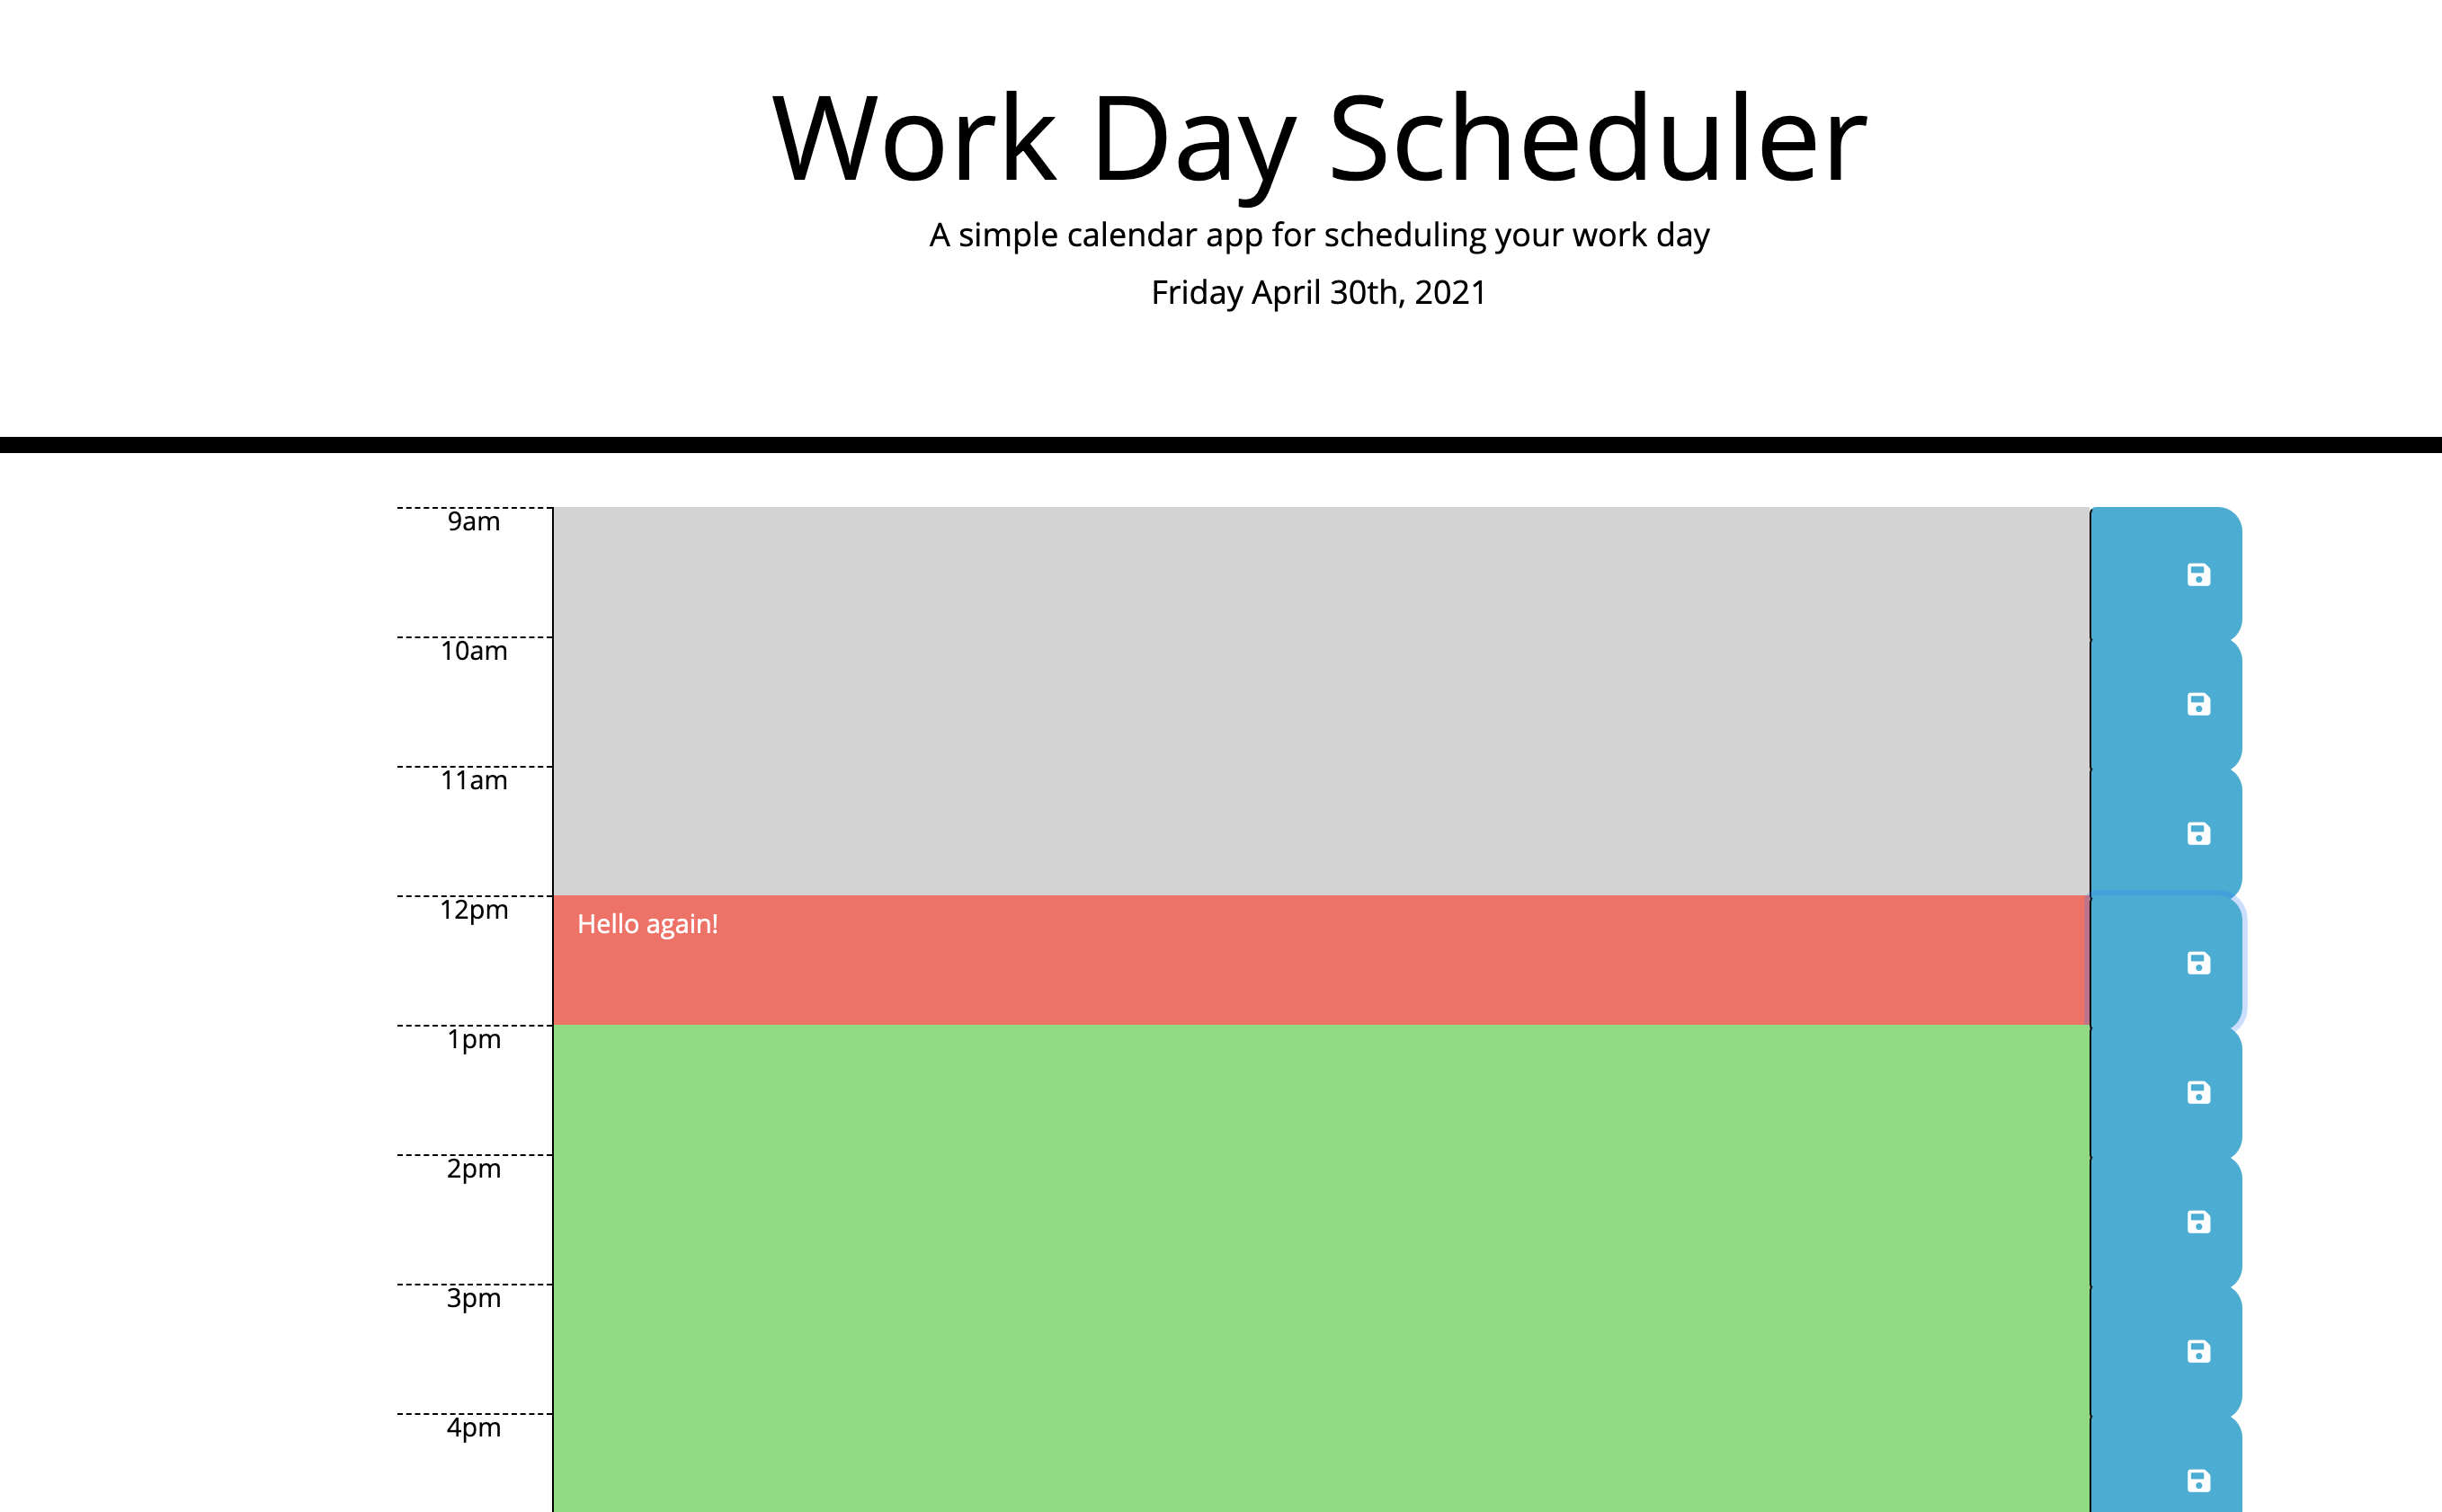 Work Day Scheduler
A simple calendar app for scheduling your work day
Friday April 30th, 2021
9am
10am
11am
12pm
Hello again!
1pm
2pm
3pm
4pm